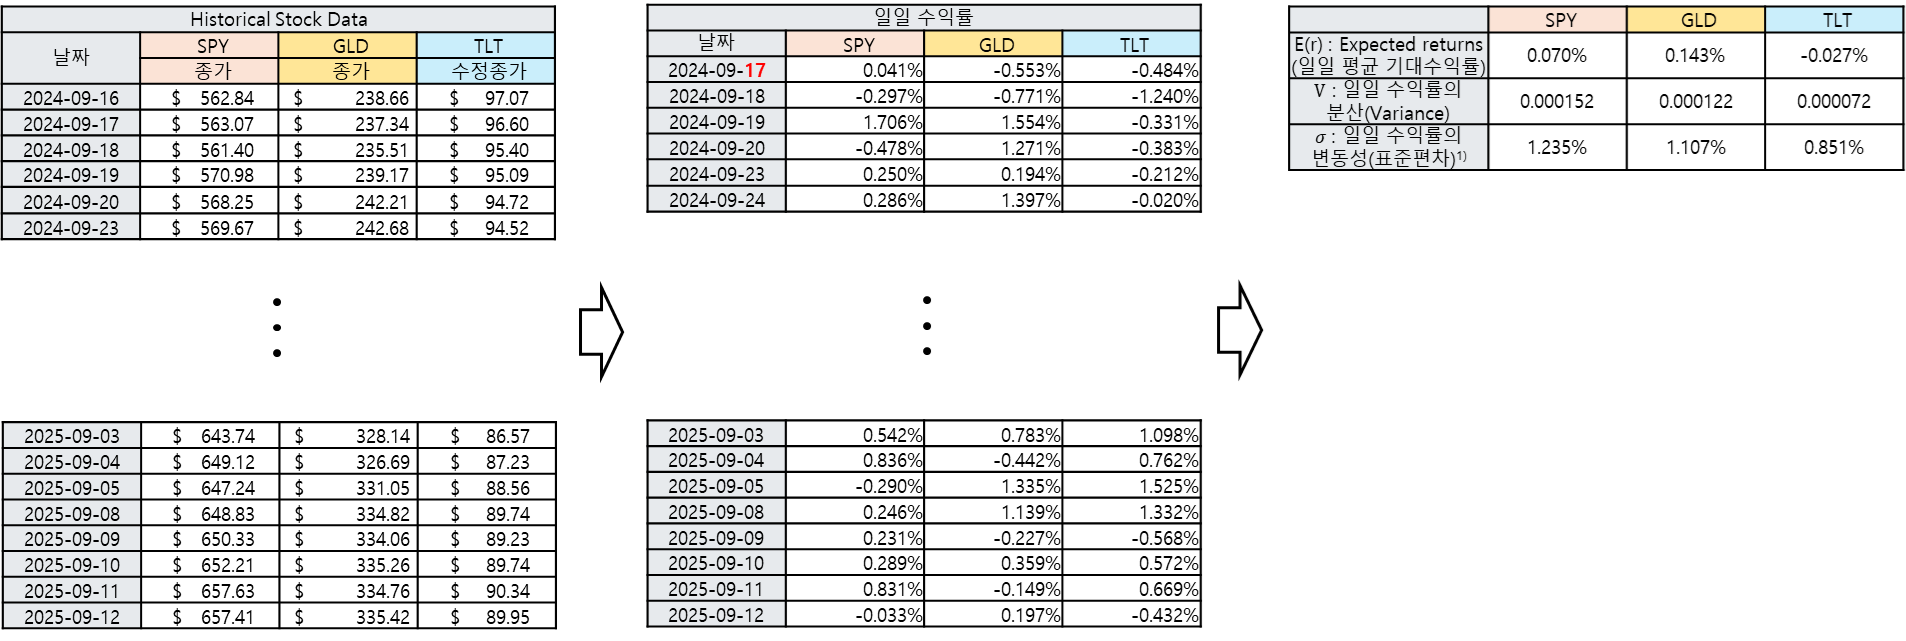 Historical Stock Data
날짜 SPY GLD TLT
종가 종가 수정종가
2024-09-16 $ 562.84 $ 238.66 $ 97.07
2024-09-17 $ 563.07 $ 237.34 $ 96.60
2024-09-18 $ 561.40 $ 235.51 $ 95.40
2024-09-19 $ 570.98 $ 239.17 $ 95.09
2024-09-20 $ 568.25 $ 242.21 $ 94.72
2024-09-23 $ 569.67 $ 242.68 $ 94.52
2025-09-03 $ 643.74 $ 328.14 $ 86.57
2025-09-04 $ 649.12 $ 326.69 $ 87.23
2025-09-05 $ 647.24 $ 331.05 $ 88.56
2025-09-08 $ 648.83 $ 334.82 $ 89.74
2025-09-09 $ 650.33 $ 334.06 $ 89.23
2025-09-10 $ 652.21 $ 335.26 $ 89.74
2025-09-11 $ 657.63 $ 334.76 $ 90.34
2025-09-12 $ 657.41 $ 335.42 $ 89.95
일일 수익률
날짜 SPY GLD TLT
2024-09-17 0.041% -0.553% -0.484%
2024-09-18 -0.297% -0.771% -1.240%
2024-09-19 1.706% 1.554% -0.331%
2024-09-20 -0.478% 1.271% -0.383%
2024-09-23 0.250% 0.194% -0.212%
2024-09-24 0.286% 1.397% -0.020%
2025-09-03 0.542% 0.783% 1.098%
2025-09-04 0.836% -0.442% 0.762%
2025-09-05 -0.290% 1.335% 1.525%
2025-09-08 0.246% 1.139% 1.332%
2025-09-09 0.231% -0.227% -0.568%
2025-09-10 0.289% 0.359% 0.572%
2025-09-11 0.831% -0.149% 0.669%
2025-09-12 -0.033% 0.197% -0.432%
SPY GLD TLT
E(r) : Expected returns
(일일 평균 기대수익률) 0.070% 0.143% -0.027%
V : 일일 수익률의
분산(Variance) 0.000152 0.000122 0.000072
σ : 일일 수익률의
변동성(표준편차)¹⁾ 1.235% 1.107% 0.851%